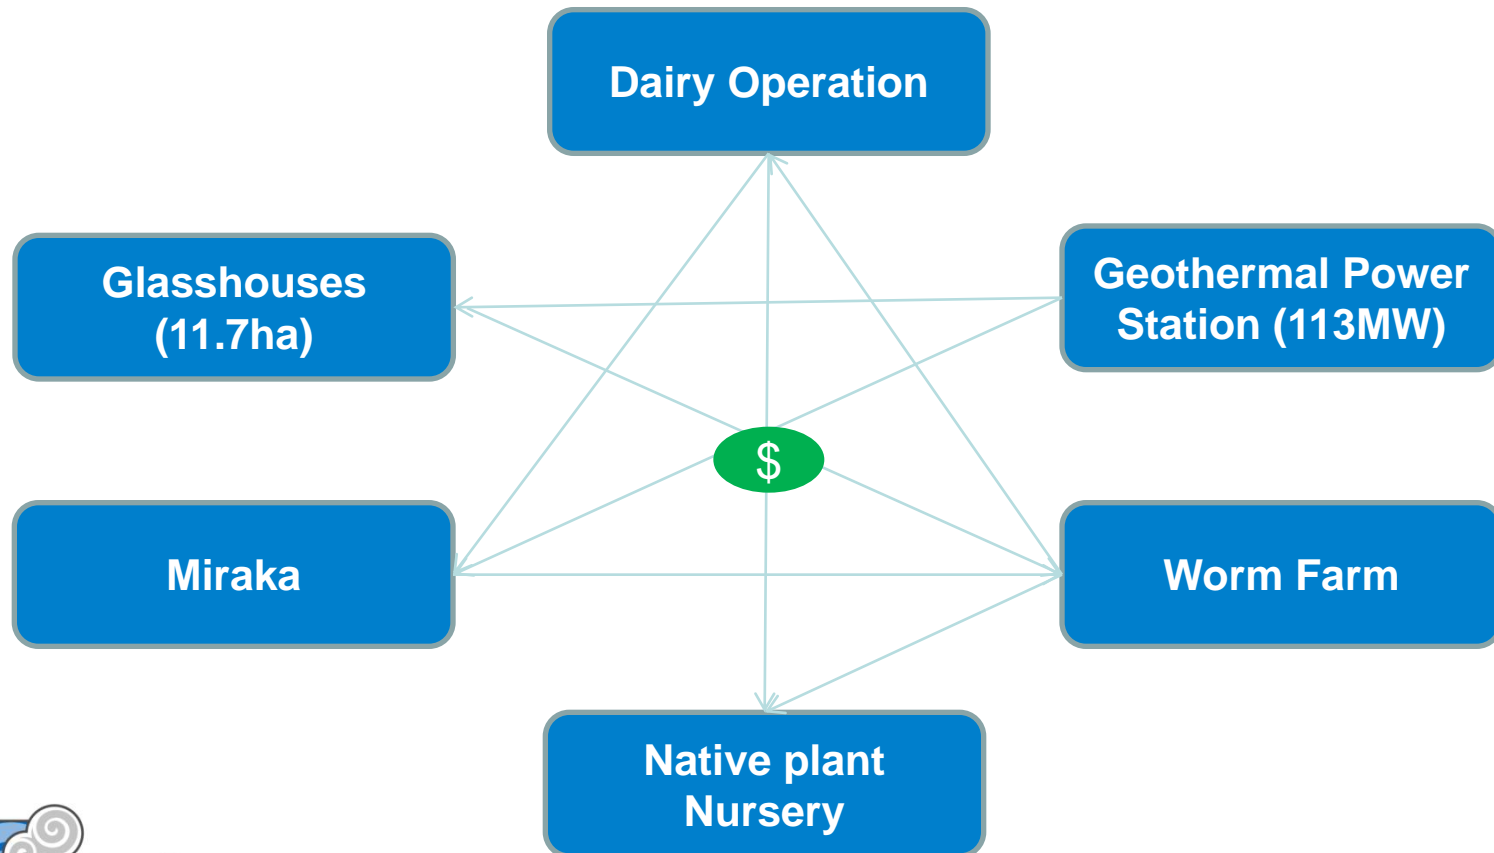 Dairy Operation
Glasshouses
(11.7ha)
Geothermal Power
Station (113MW)
$
Miraka
Worm Farm
Native plant
Nursery